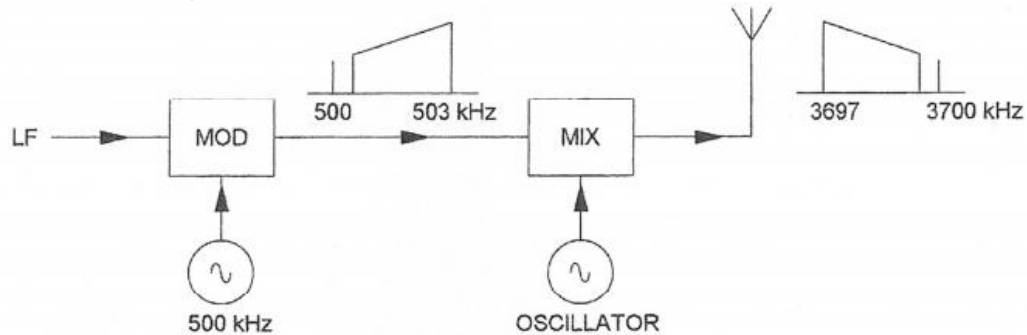 500 503 kHz
3697 3700 kHz
LF MOD MIX
500 kHz OSCILLATOR